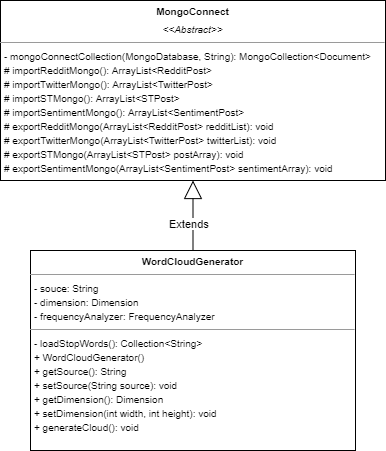 MongoConnect
<<Abstract>>
- mongoConnectCollection(MongoDatabase, String): MongoCollection<Document>
# importRedditMongo(): ArrayList<RedditPost>
# importTwitterMongo(): ArrayList<TwitterPost>
# importSTMongo(): ArrayList<STPost>
# importSentimentMongo(): ArrayList<SentimentPost>
# exportRedditMongo(ArrayList<RedditPost> redditList): void
# exportTwitterMongo(ArrayList<TwitterPost> twitterList): void
# exportSTMongo(ArrayList<STPost> postArray): void
# exportSentimentMongo(ArrayList<SentimentPost> sentimentArray): void
Extends
WordCloudGenerator
- souce: String
- dimension: Dimension
- frequencyAnalyzer: FrequencyAnalyzer
- loadStopWords(): Collection<String>
+ WordCloudGenerator()
+ getSource(): String
+ setSource(String source): void
+ getDimension(): Dimension
+ setDimension(int width, int height): void
+ generateCloud(): void